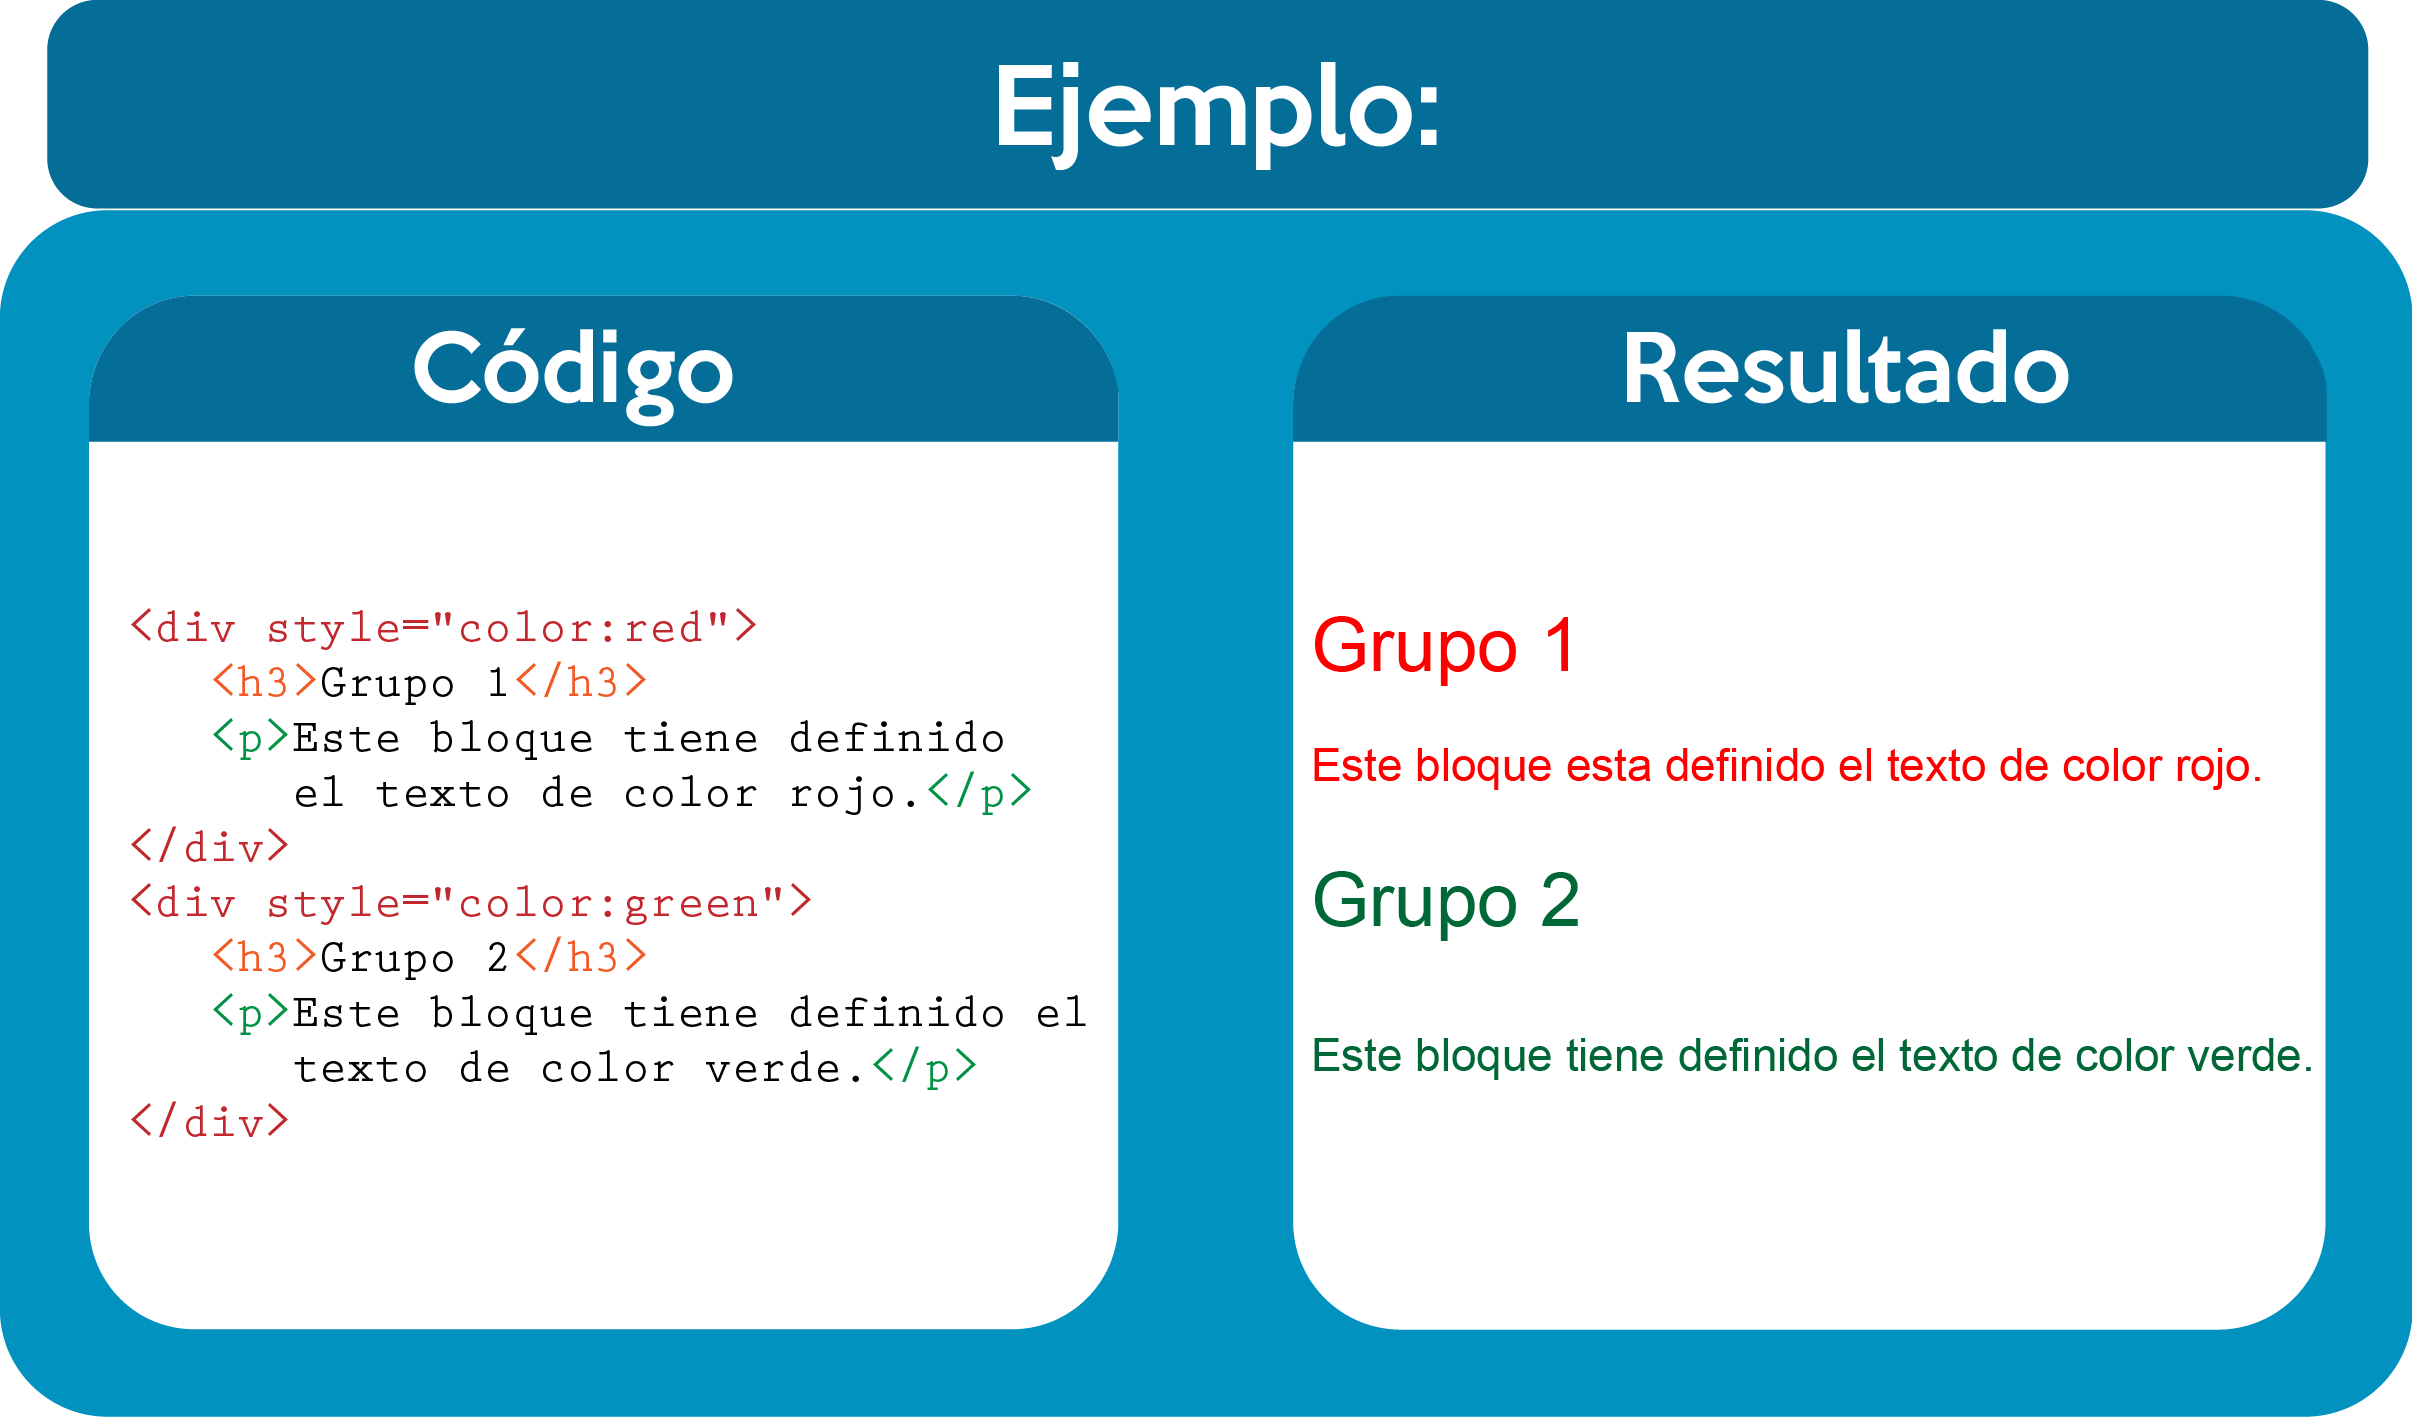 Ejemplo:
Código
<div style="color:red">
<h3>Grupo 1</h3>
<p>Este bloque tiene definido
el texto de color rojo.</p>
</div>
<div style="color:green">
<h3>Grupo 2</h3>
<p>Este bloque tiene definido el
texto de color verde.</p>
</div>
Resultado
Grupo 1
Este bloque esta definido el texto de color rojo.
Grupo 2
Este bloque tiene definido el texto de color verde.